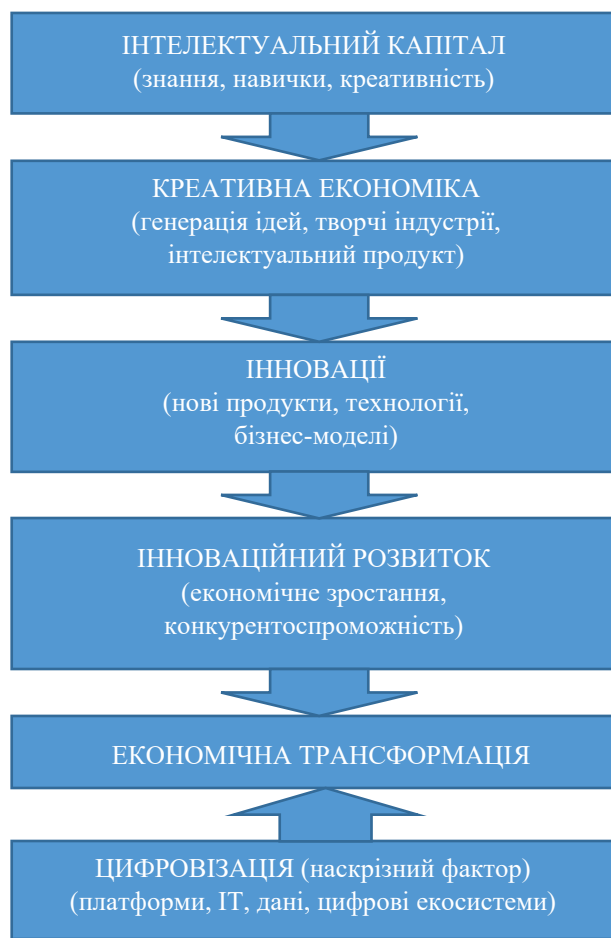 ІНТЕЛЕКТУАЛЬНИЙ КАПІТАЛ
(знання, навички, креативність)
КРЕАТИВНА ЕКОНОМІКА
(генерація ідей, творчі індустрії,
інтелектуальний продукт)
ІННОВАЦІЇ
(нові продукти, технології,
бізнес-моделі)
ІННОВАЦІЙНИЙ РОЗВИТОК
(економічне зростання,
конкурентоспроможність)
ЕКОНОМІЧНА ТРАНСФОРМАЦІЯ
ЦИФРОВІЗАЦІЯ (наскрізний фактор)
(платформи, ІТ, дані, цифрові екосистеми)